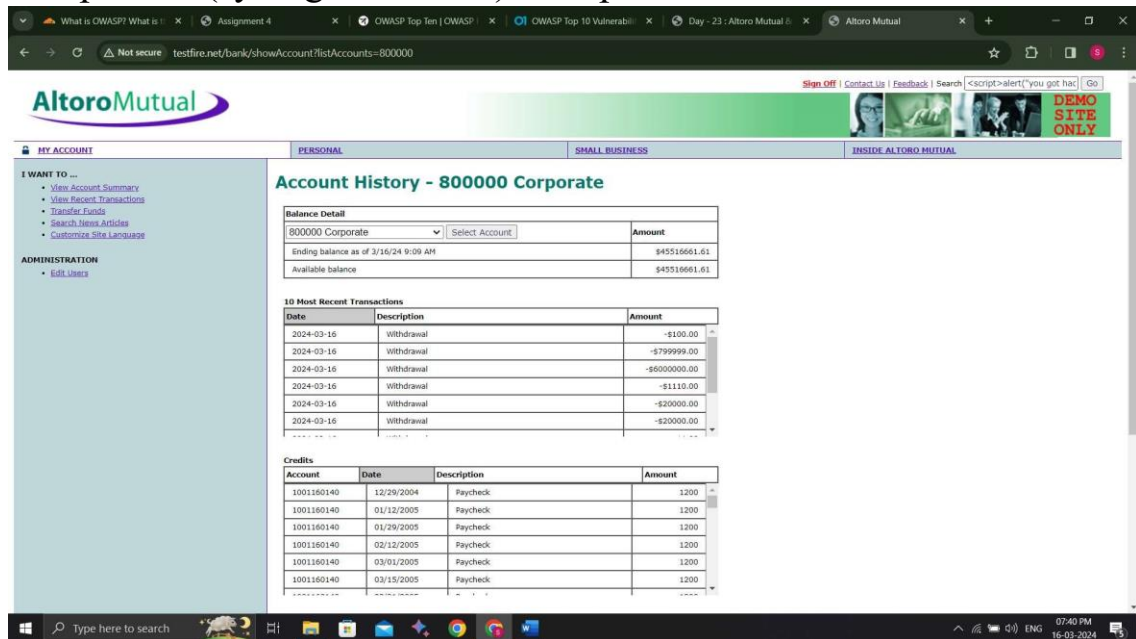 What is OWASP? What is t
Assignment 4
OWASP Top Ten | OWASP
OWASP Top 10 Vulnerabili
Day - 23 : Altoro Mutual &
Altoro Mutual
Not secure testfire.net/bank/showAccount?listAccounts=800000
S
Sign Off | Contact Us | Feedback | Search <script>alert("you got hac Go
AltoroMutual
DEMO
SITE
ONLY
MY ACCOUNT PERSONAL SMALL BUSINESS INSIDE ALTORO MUTUAL
I WANT TO ...
View Account Summary
View Recent Transactions
Transfer Funds
Search News Articles
Customize Site Language
ADMINISTRATION
Edit Users
Account History - 800000 Corporate
Balance Detail
800000 Corporate Select Account Amount
Ending balance as of 3/16/24 9:09 AM $45516661.61
Available balance $45516661.61
10 Most Recent Transactions
Date Description Amount
2024-03-16 Withdrawal -$100.00
2024-03-16 Withdrawal -$799999.00
2024-03-16 Withdrawal -$6000000.00
2024-03-16 Withdrawal -$1110.00
2024-03-16 Withdrawal -$20000.00
2024-03-16 Withdrawal -$20000.00
Credits
Account Date Description Amount
1001160140 12/29/2004 Paycheck 1200
1001160140 01/12/2005 Paycheck 1200
1001160140 01/29/2005 Paycheck 1200
1001160140 02/12/2005 Paycheck 1200
1001160140 03/01/2005 Paycheck 1200
1001160140 03/15/2005 Paycheck 1200
Type here to search
ENG
07:40 PM
16-03-2024